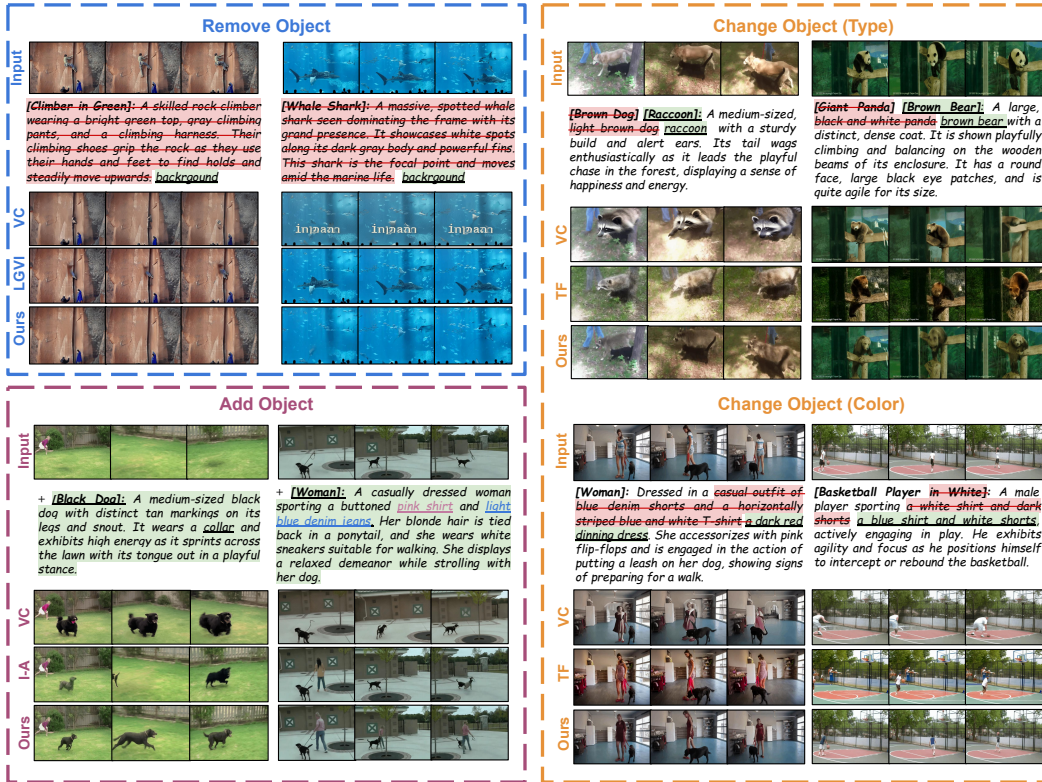 Remove Object
Input
[Climber in Green]: A skilled rock climber
wearing a bright green top, gray climbing
pants, and a climbing harness. Their
climbing shoes grip the rock as they use
their hands and feet to find holds and
steadily move upwards. backrgound
[Whale Shark]: A massive, spotted whale
shark seen dominating the frame with its
grand presence. It showcases white spots
along its dark gray body and powerful fins.
This shark is the focal point and moves
amid the marine life. backrgound
VC
LGVI
Ours
Add Object
Input
+ [Black Dog]: A medium-sized black
dog with distinct tan markings on its
legs and snout. It wears a collar and
exhibits high energy as it sprints across
the lawn with its tongue out in a playful
stance.
+ [Woman]: A casually dressed woman
sporting a buttoned pink shirt and light
blue denim jeans. Her blonde hair is tied
back in a ponytail, and she wears white
sneakers suitable for walking. She displays
a relaxed demeanor while strolling with
her dog.
VC
I-A
Ours
Change Object (Type)
Input
[Brown Dog] [Raccoon]: A medium-sized,
light brown dog raccoon with a sturdy
build and alert ears. Its tail wags
enthusiastically as it leads the playful
chase in the forest, displaying a sense of
happiness and energy.
[Giant Panda] [Brown Bear]: A large,
black and white panda brown bear with a
distinct, dense coat. It is shown playfully
climbing and balancing on the wooden
beams of its enclosure. It has a round
face, large black eye patches, and is
quite agile for its size.
VC
TF
Ours
Change Object (Color)
Input
[Woman]: Dressed in a casual outfit of
blue denim shorts and a horizontally
striped blue and white T-shirt a dark red
dinning dress. She accessorizes with pink
flip-flops and is engaged in the action of
putting a leash on her dog, showing signs
of preparing for a walk.
[Basketball Player in White]: A male
player sporting a white shirt and dark
shorts a blue shirt and white shorts,
actively engaging in play. He exhibits
agility and focus as he positions himself
to intercept or rebound the basketball.
VC
TF
Ours